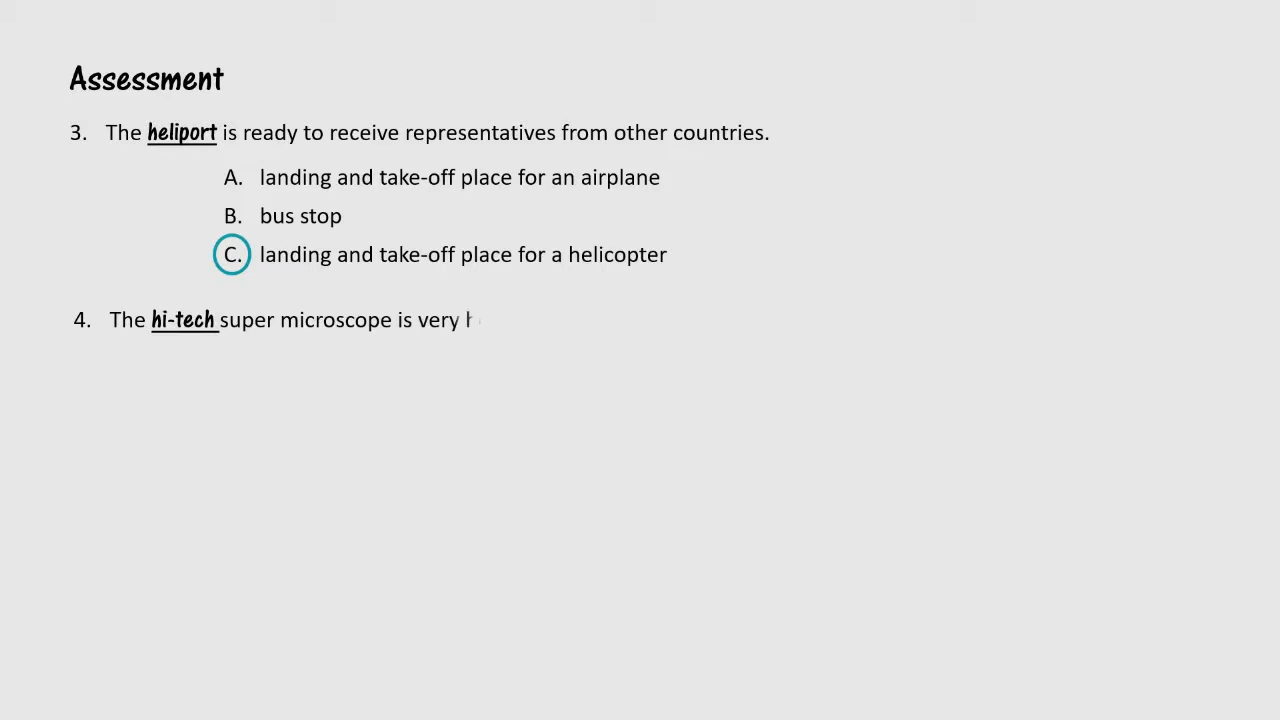 Assessment
3. The heliport is ready to receive representatives from other countries.
A. landing and take-off place for an airplane
B. bus stop
C. landing and take-off place for a helicopter
4. The hi-tech super microscope is very